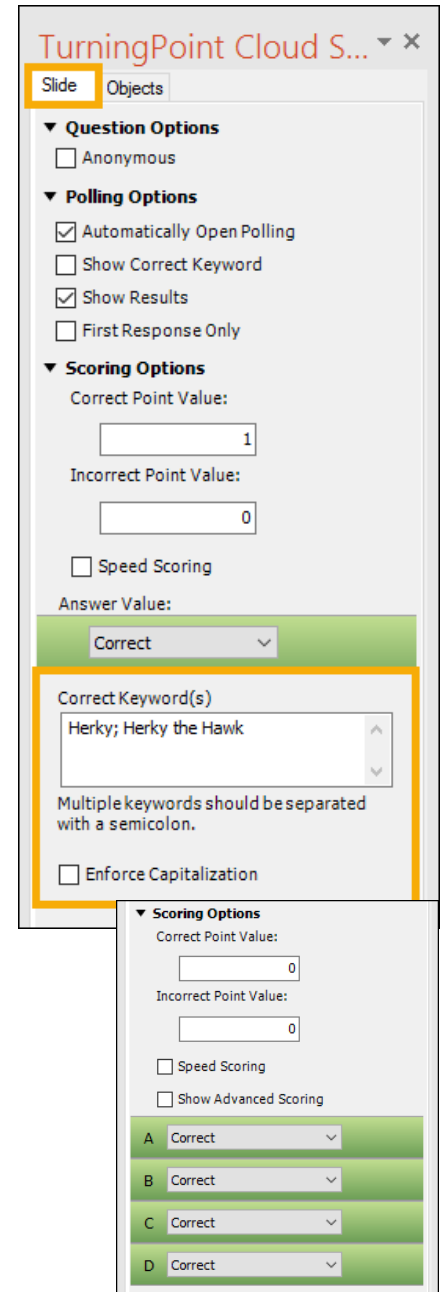 TurningPoint Cloud S...
Slide Objects
Question Options
Anonymous
Polling Options
Automatically Open Polling
Show Correct Keyword
Show Results
First Response Only
Scoring Options
Correct Point Value:
1
Incorrect Point Value:
0
Speed Scoring
Answer Value:
Correct
Correct Keyword(s)
Herky; Herky the Hawk
Multiple keywords should be separated
with a semicolon.
Enforce Capitalization
Scoring Options
Correct Point Value:
0
Incorrect Point Value:
0
Speed Scoring
Show Advanced Scoring
A Correct
B Correct
C Correct
D Correct